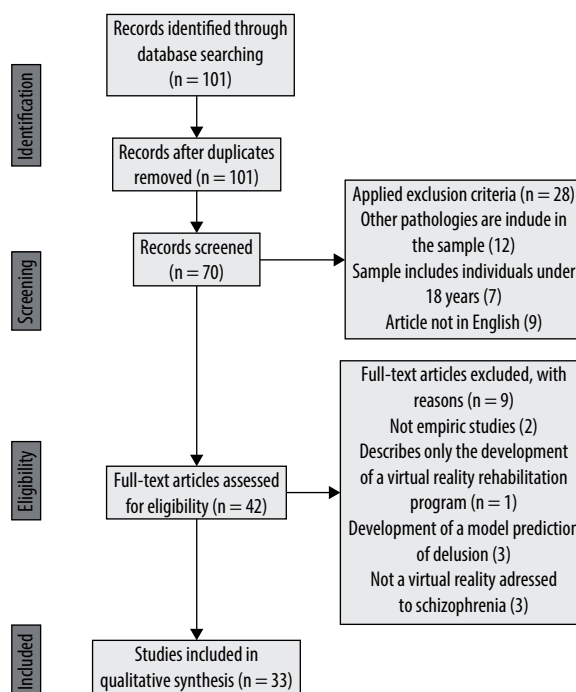 Identification
Records identified through
database searching
(n = 101)
Records after duplicates
removed (n = 101)
Screening
Records screened
(n = 70)
Applied exclusion criteria (n = 28)
Other pathologies are indude in
the sample (12)
Sample includes individuals under
18 years (7)
Article not in English (9)
Eligibility
Full-text articles assessed
for eligibility (n = 42)
Full-text articles excluded, with
reasons (n = 9)
Not empiric studies (2)
Describes only the development
of a virtual reality rehabilitation
program (n = 1)
Development of a model prediction
of delusion (3)
Not a virtual reality adressed
to schizophrenia (3)
Included
Studies included in
qualitative synthesis (n = 33)